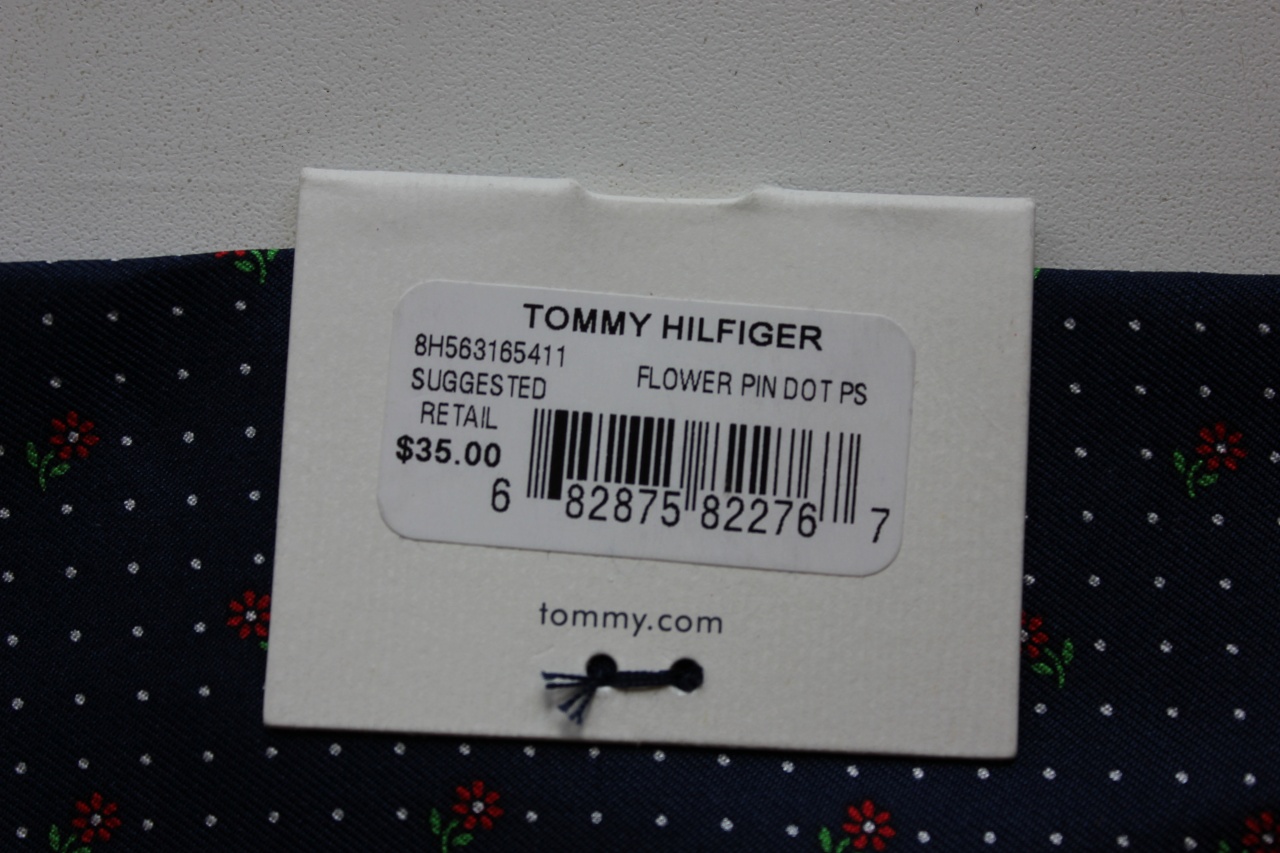 TOMMY HILFIGER
8H563165411
SUGGESTED
FLOWER PIN DOT PS
RETAIL
$35.00
6 82875 82276 7
tommy.com